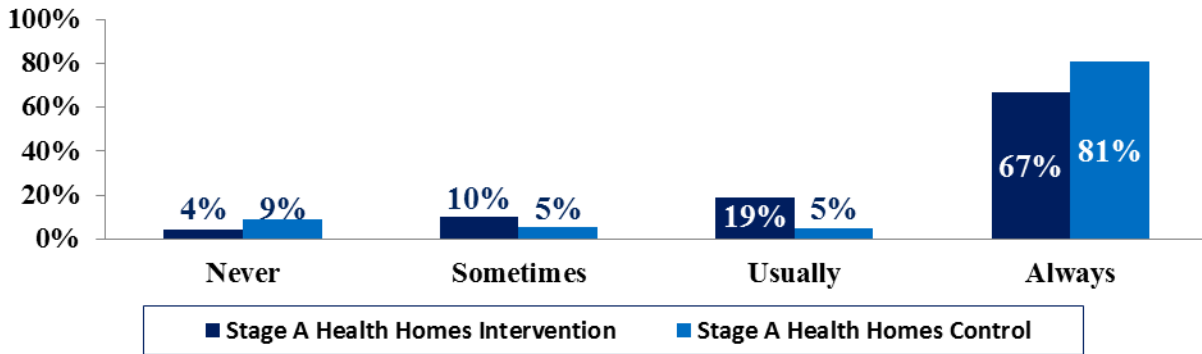 100%
80%
60%
40%
20%
0%
4% 9% 10% 5% 19% 5% 67% 81%
Never Sometimes Usually Always
Stage A Health Homes Intervention Stage A Health Homes Control